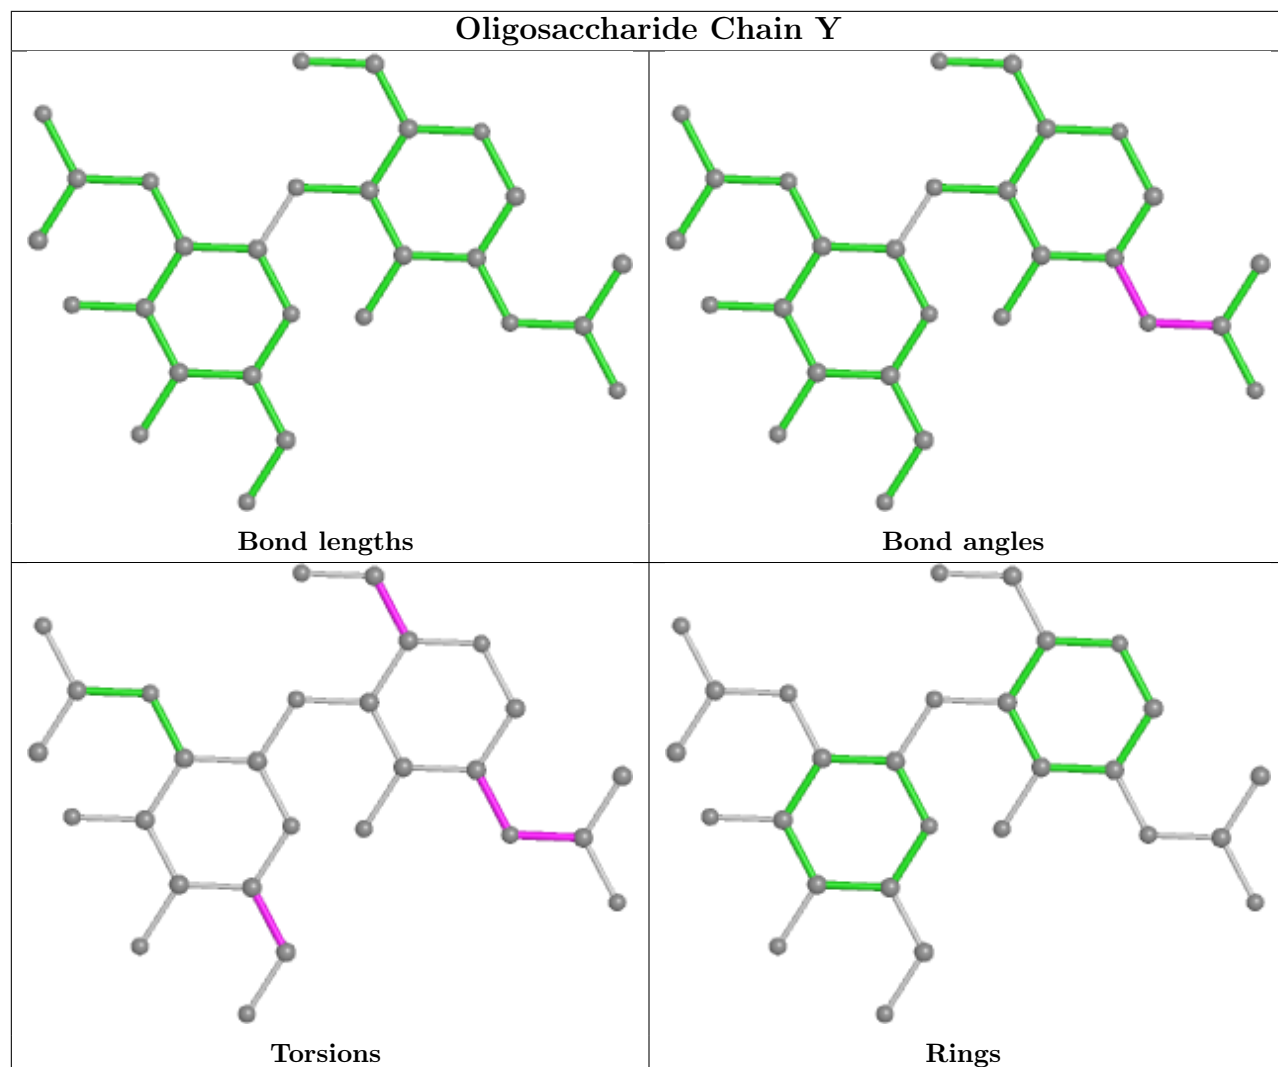 Oligosaccharide Chain Y
Bond lengths
Bond angles
Torsions
Rings